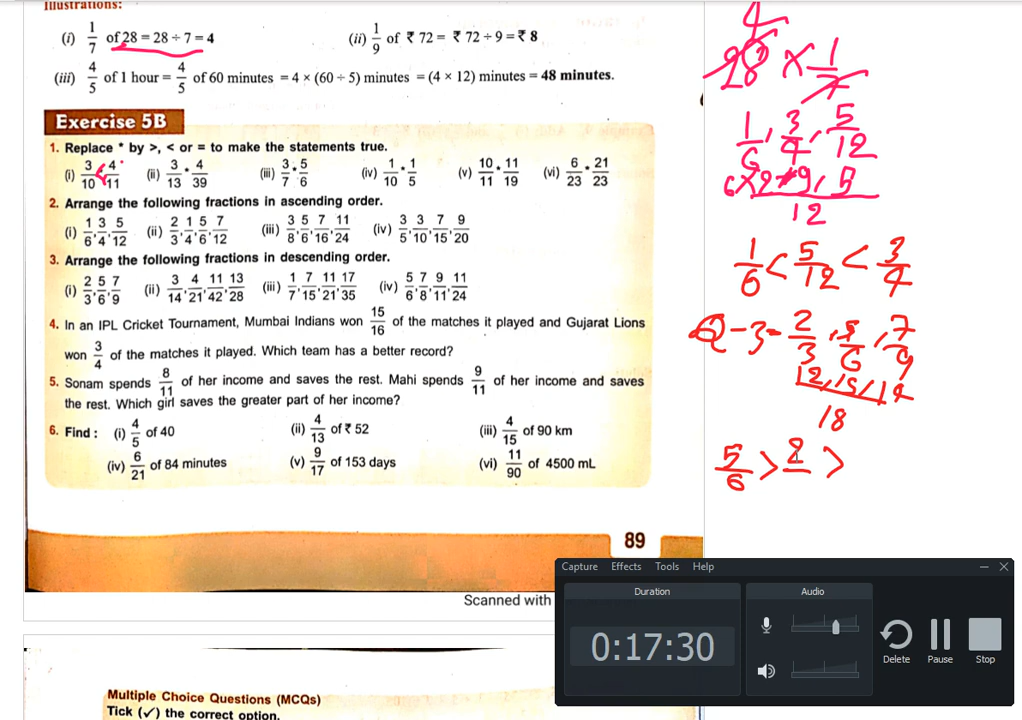 Illustrations:
(i) 1/7 of 28 = 28 ÷ 7 = 4
(ii) 1/9 of ₹ 72 = ₹ 72 ÷ 9 = ₹ 8
(iii) 4/5 of 1 hour = 4/5 of 60 minutes = 4 × (60 ÷ 5) minutes = (4 × 12) minutes = 48 minutes.
Exercise 5B
1. Replace * by >, < or = to make the statements true.
(i) 3/10 < 4/11 (ii) 3/13 * 4/39 (iii) 3/7 * 5/6 (iv) 1/10 * 1/5 (v) 10/11 * 11/19 (vi) 6/23 * 21/23
2. Arrange the following fractions in ascending order.
(i) 1/6, 3/4, 5/12 (ii) 2/3, 1/4, 5/6, 7/12 (iii) 3/8, 5/6, 7/16, 11/24 (iv) 3/5, 3/10, 7/15, 9/20
3. Arrange the following fractions in descending order.
(i) 2/3, 5/6, 7/9 (ii) 3/14, 4/21, 11/42, 13/28 (iii) 1/7, 7/15, 11/21, 17/35 (iv) 5/6, 7/8, 9/11, 11/24
4. In an IPL Cricket Tournament, Mumbai Indians won 15/16 of the matches it played and Gujarat Lions
won 3/4 of the matches it played. Which team has a better record?
5. Sonam spends 8/11 of her income and saves the rest. Mahi spends 9/11 of her income and saves
the rest. Which girl saves the greater part of her income?
6. Find : (i) 4/5 of 40 (ii) 4/13 of ₹ 52 (iii) 4/15 of 90 km
(iv) 6/21 of 84 minutes (v) 9/17 of 153 days (vi) 11/90 of 4500 mL
89
Scanned with
Multiple Choice Questions (MCQs)
Tick (✓) the correct option.
4
28 × 1/7
1/6, 3/4, 5/12
12
1/6 < 5/12 < 3/4
Q-3- 2/3, 5/6, 7/9
12, 15, 14
18
5/6 > 2 >
Capture Effects Tools Help
Duration
Audio
0:17:30
Delete Pause Stop